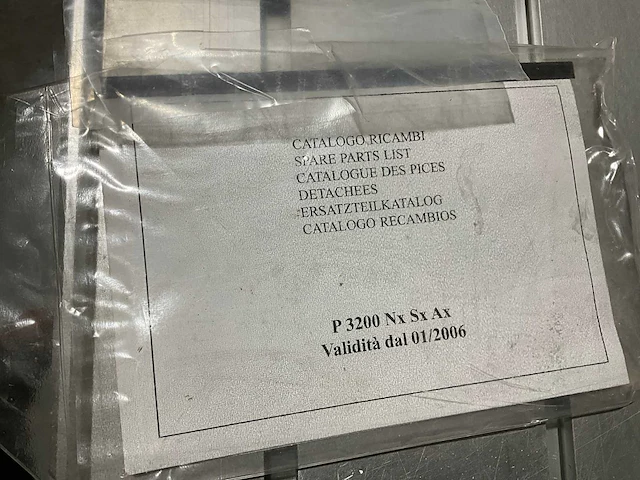 CATALOGO RICAMBI
SPARE PARTS LIST
CATALOGUE DES PICES
DETACHEES
ERSATZTEILKATALOG
CATALOGO RECAMBIOS
P 3200 Nx Sx Ax
Validità dal 01/2006